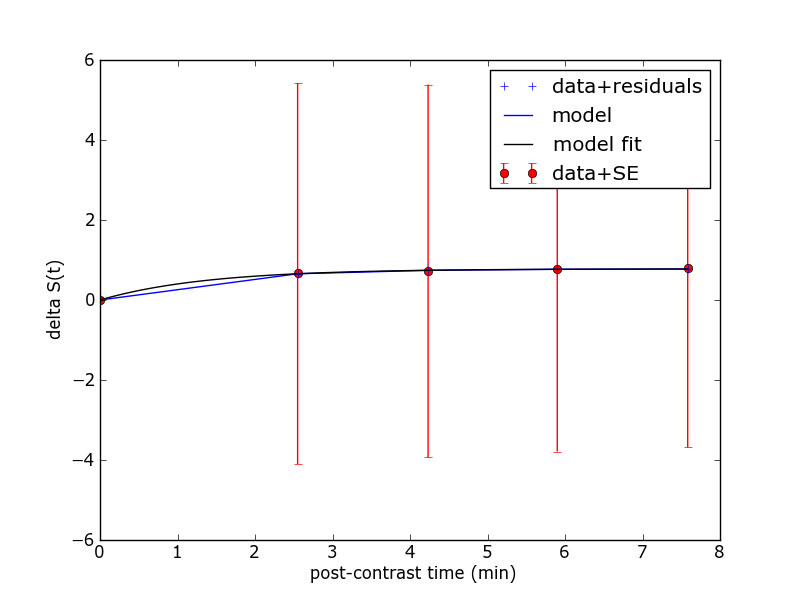 6
4
2
0
−2
−4
−6
delta S(t)
data+residuals
model
model fit
data+SE
0 1 2 3 4 5 6 7 8
post-contrast time (min)